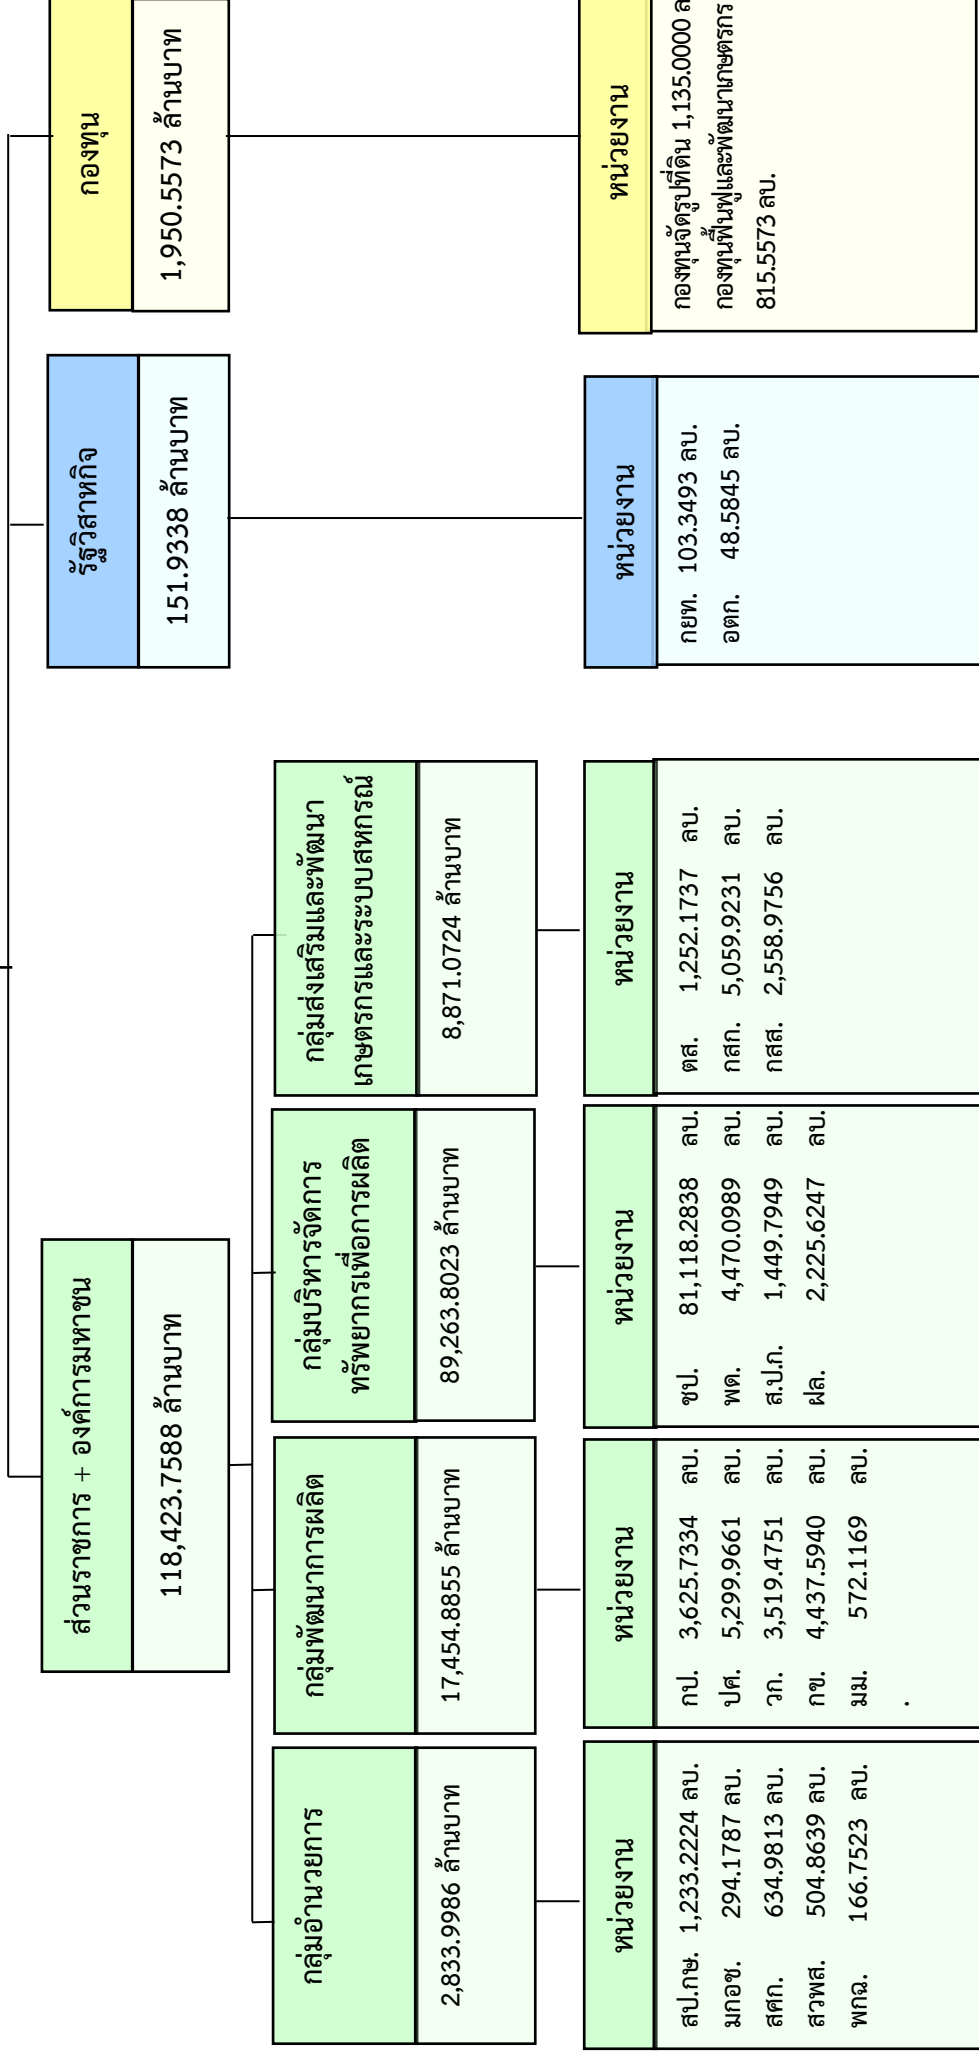 ส่วนราชการ + องค์การมหาชน
118,423.7588 ล้านบาท
รัฐวิสาหกิจ
151.9338 ล้านบาท
กองทุน
1,950.5573 ล้านบาท
กลุ่มอำนวยการ
2,833.9986 ล้านบาท
กลุ่มพัฒนาการผลิต
17,454.8855 ล้านบาท
กลุ่มบริหารจัดการ
ทรัพยากรเพื่อการผลิต
89,263.8023 ล้านบาท
กลุ่มส่งเสริมและพัฒนา
เกษตรกรและระบบสหกรณ์
8,871.0724 ล้านบาท
หน่วยงาน
สป.กษ. 1,233.2224 ลบ.
มกอช. 294.1787 ลบ.
สศก. 634.9813 ลบ.
สวพส. 504.8639 ลบ.
พกฉ. 166.7523 ลบ.
หน่วยงาน
กป. 3,625.7334 ลบ.
ปศ. 5,299.9661 ลบ.
วก. 3,519.4751 ลบ.
กข. 4,437.5940 ลบ.
มม. 572.1169 ลบ.
.
หน่วยงาน
ชป. 81,118.2838 ลบ.
พด. 4,470.0989 ลบ.
ส.ป.ก. 1,449.7949 ลบ.
ฝล. 2,225.6247 ลบ.
หน่วยงาน
ตส. 1,252.1737 ลบ.
กสก. 5,059.9231 ลบ.
กสส. 2,558.9756 ลบ.
หน่วยงาน
กยท. 103.3493 ลบ.
อตก. 48.5845 ลบ.
หน่วยงาน
กองทุนจัดรูปที่ดิน 1,135.0000 ล
กองทุนฟื้นฟูและพัฒนาเกษตรกร
815.5573 ลบ.